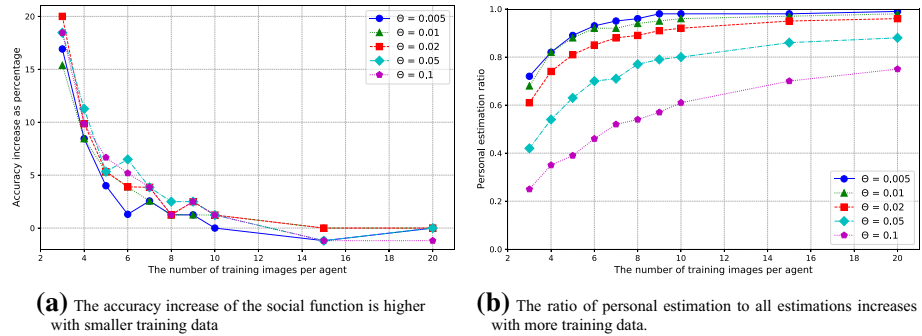 Accuracy increase as percentage
20
15
10
5
0
2 4 6 8 10 12 14 16 18 20
The number of training images per agent
Θ = 0.005
Θ = 0.01
Θ = 0.02
Θ = 0.05
Θ = 0.1
(a) The accuracy increase of the social function is higher
with smaller training data
Personal estimation ratio
1.0
0.8
0.6
0.4
0.2
0.0
2 4 6 8 10 12 14 16 18 20
The number of training images per agent
Θ = 0.005
Θ = 0.01
Θ = 0.02
Θ = 0.05
Θ = 0.1
(b) The ratio of personal estimation to all estimations increases
with more training data.